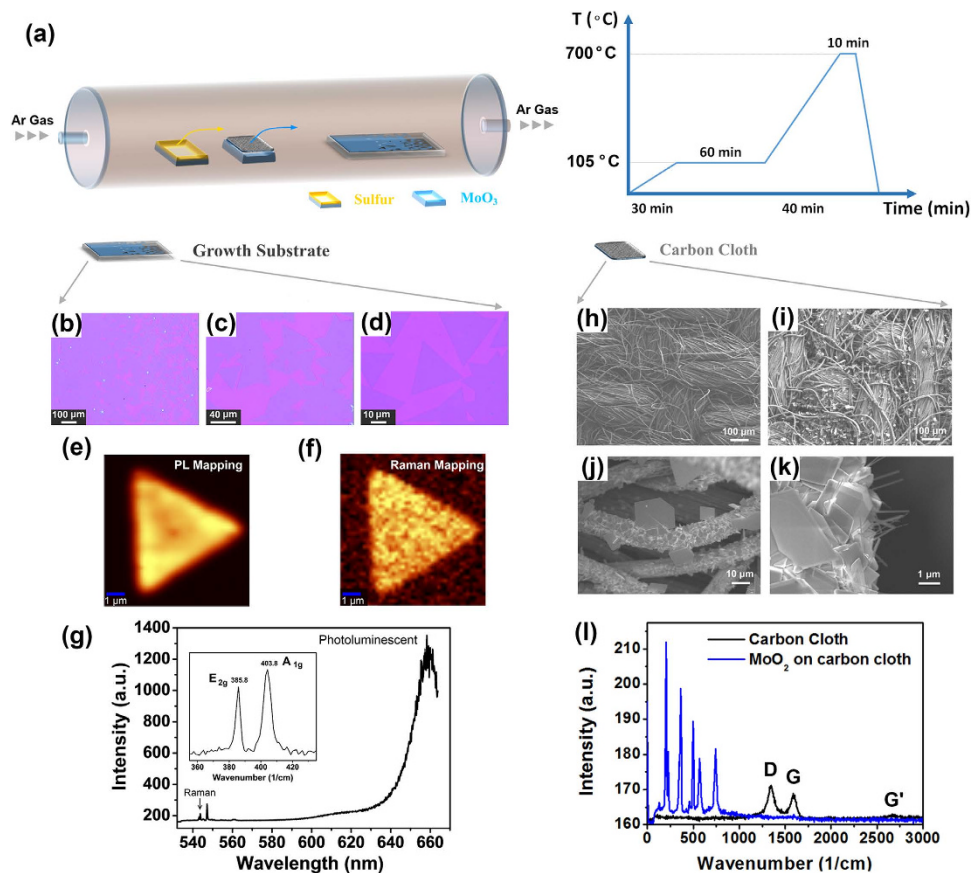 (a)
Ar Gas
Ar Gas
Sulfur
MoO₃
T (°C)
700°C
10 min
105°C
60 min
30 min
40 min
Time (min)
Growth Substrate
Carbon Cloth
(b)
100 µm
(c)
40 µm
(d)
10 µm
(h)
100 µm
(i)
100 µm
(e)
PL Mapping
1 µm
(f)
Raman Mapping
1 µm
(j)
10 µm
(k)
1 µm
(g)
Photoluminescent
1400
1200
1000
800
600
400
200
Intensity (a.u.)
E2g 385.8
403.8 A1g
360 380 400 420
Wavenumber (1/cm)
Raman
540 560 580 600 620 640 660
Wavelength (nm)
(l)
Carbon Cloth
MoO₂ on carbon cloth
210
200
190
180
170
160
Intensity (a.u.)
D
G
G'
0 500 1000 1500 2000 2500 3000
Wavenumber (1/cm)